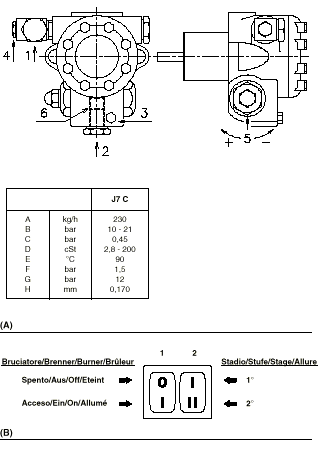 4 1
6 3
2
5
+ −
J7 C
A kg/h 230
B bar 10 - 21
C bar 0,45
D cSt 2,8 - 200
E °C 90
F bar 1,5
G bar 12
H mm 0,170
(A)
1 2
Bruciatore/Brenner/Burner/Brûleur Stadio/Stufe/Stage/Allure
Spento/Aus/Off/Eteint O I 1°
Acceso/Ein/On/Allumé I II 2°
(B)